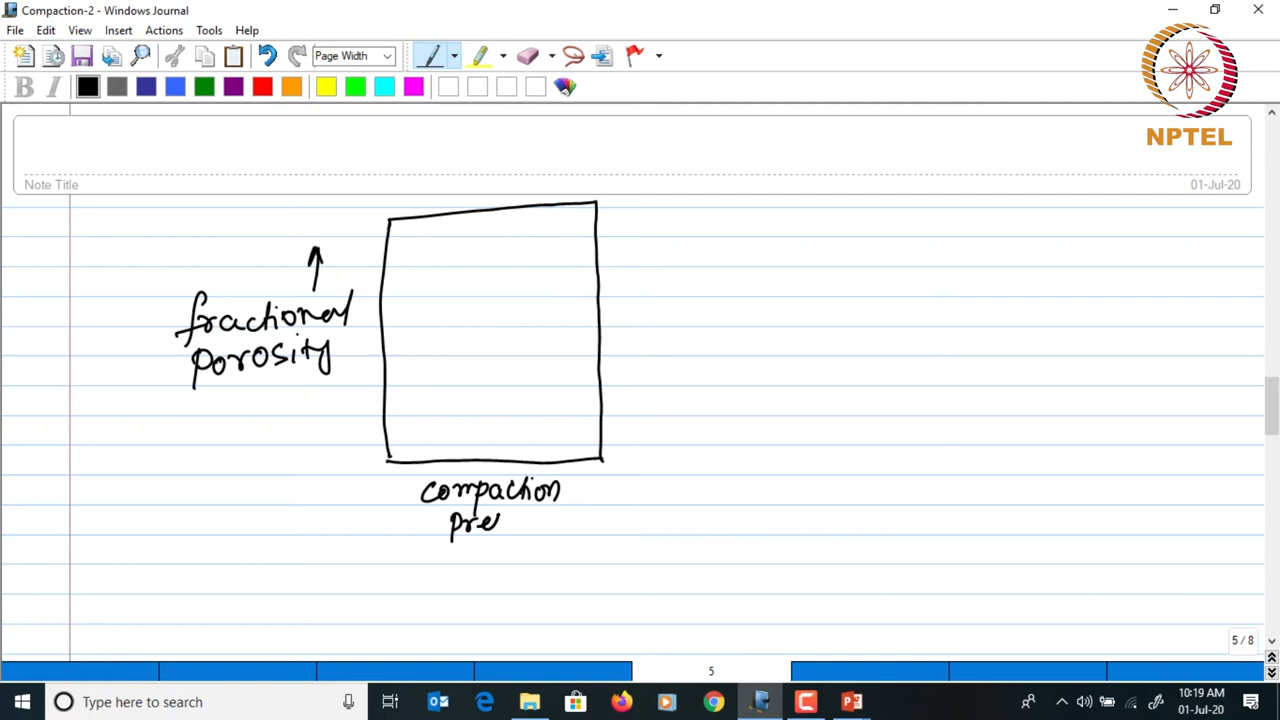 Compaction-2 - Windows Journal
File Edit View Insert Actions Tools Help
Page Width
B I
NPTEL
Note Title
01-Jul-20
fractional
porosity
compaction
pre
5 / 8
5
Type here to search
10:19 AM
01-Jul-20